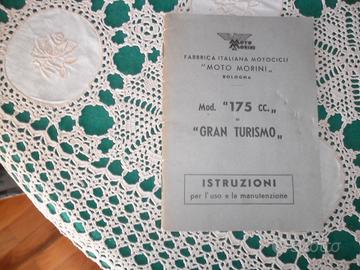 MOTO
MORINI
FABBRICA ITALIANA MOTOCICLI
"MOTO MORINI„
BOLOGNA
Mod. "175 cc.„
"GRAN TURISMO„
ISTRUZIONI
per l'uso e la manutenzione